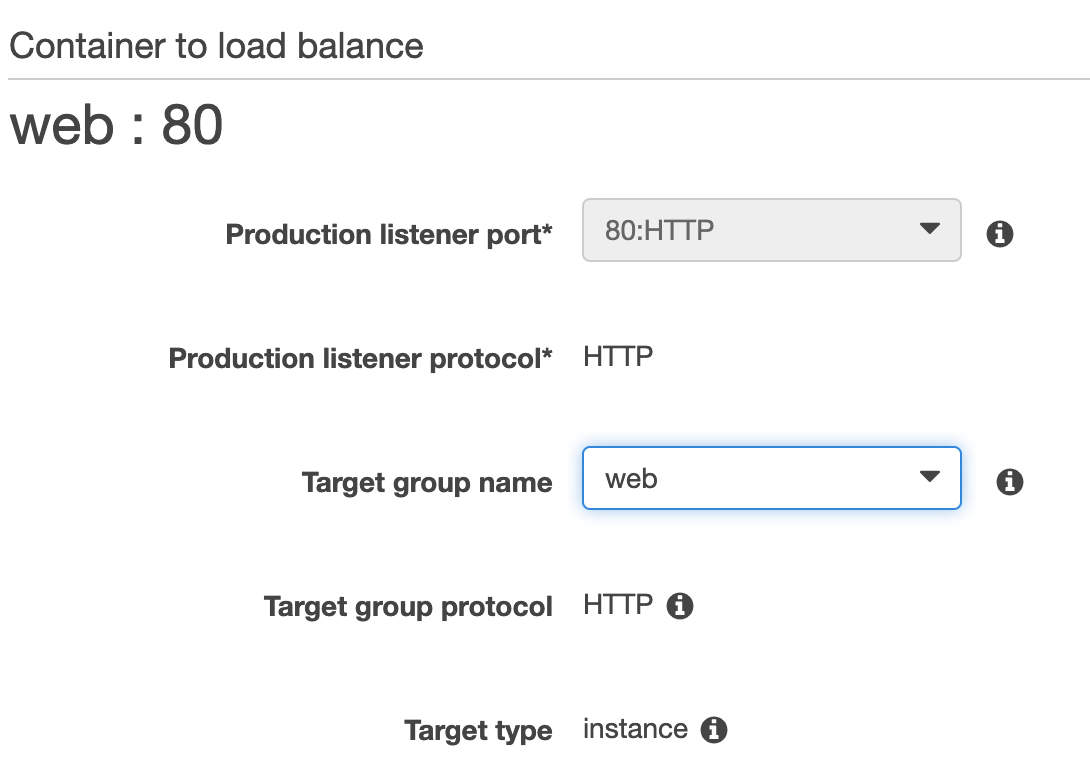 Container to load balance
web : 80
Production listener port* 80:HTTP
Production listener protocol* HTTP
Target group name web
Target group protocol HTTP
Target type instance